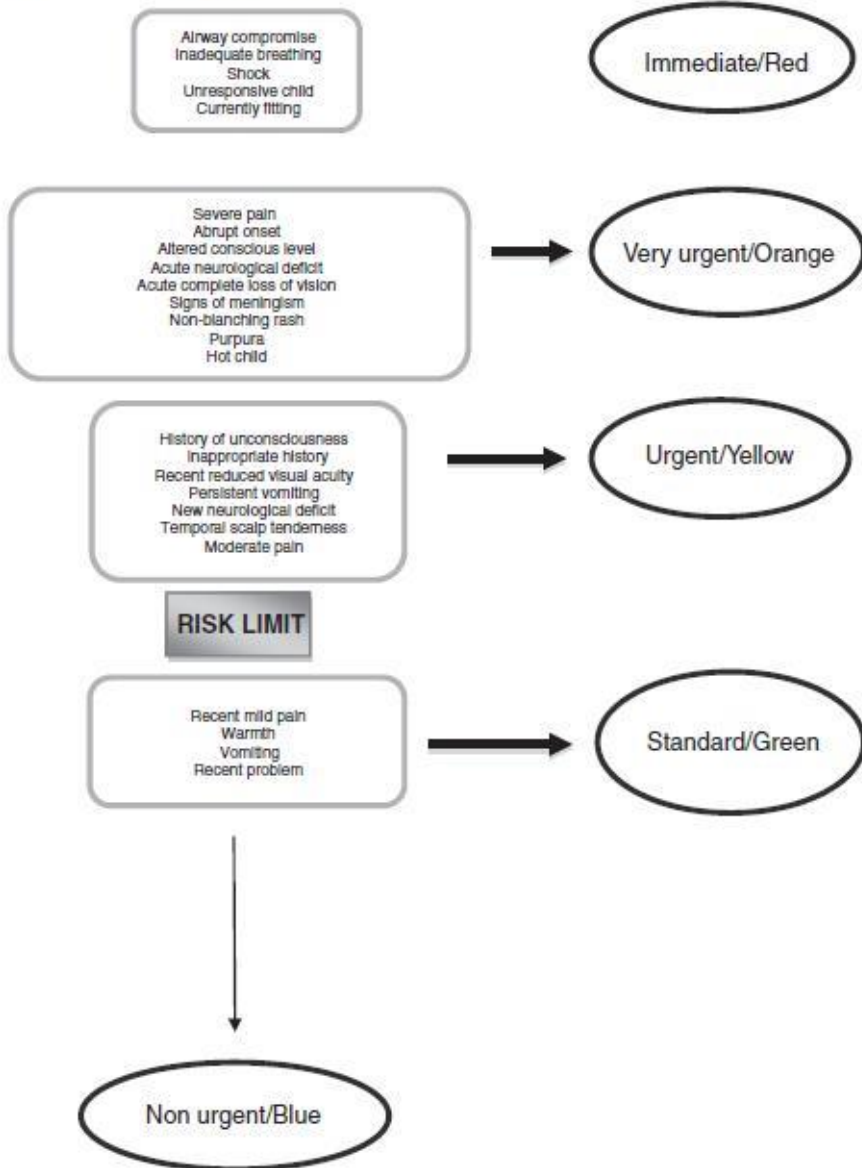 Airway compromise
Inadequate breathing
Shock
Unresponsive child
Currently fitting
Immediate/Red
Severe pain
Abrupt onset
Altered conscious level
Acute neurological deficit
Acute complete loss of vision
Signs of meningism
Non-blanching rash
Purpura
Hot child
Very urgent/Orange
History of unconsciousness
Inappropriate history
Recent reduced visual acuity
Persistent vomiting
New neurological deficit
Temporal scalp tenderness
Moderate pain
Urgent/Yellow
RISK LIMIT
Recent mild pain
Warmth
Vomiting
Recent problem
Standard/Green
Non urgent/Blue